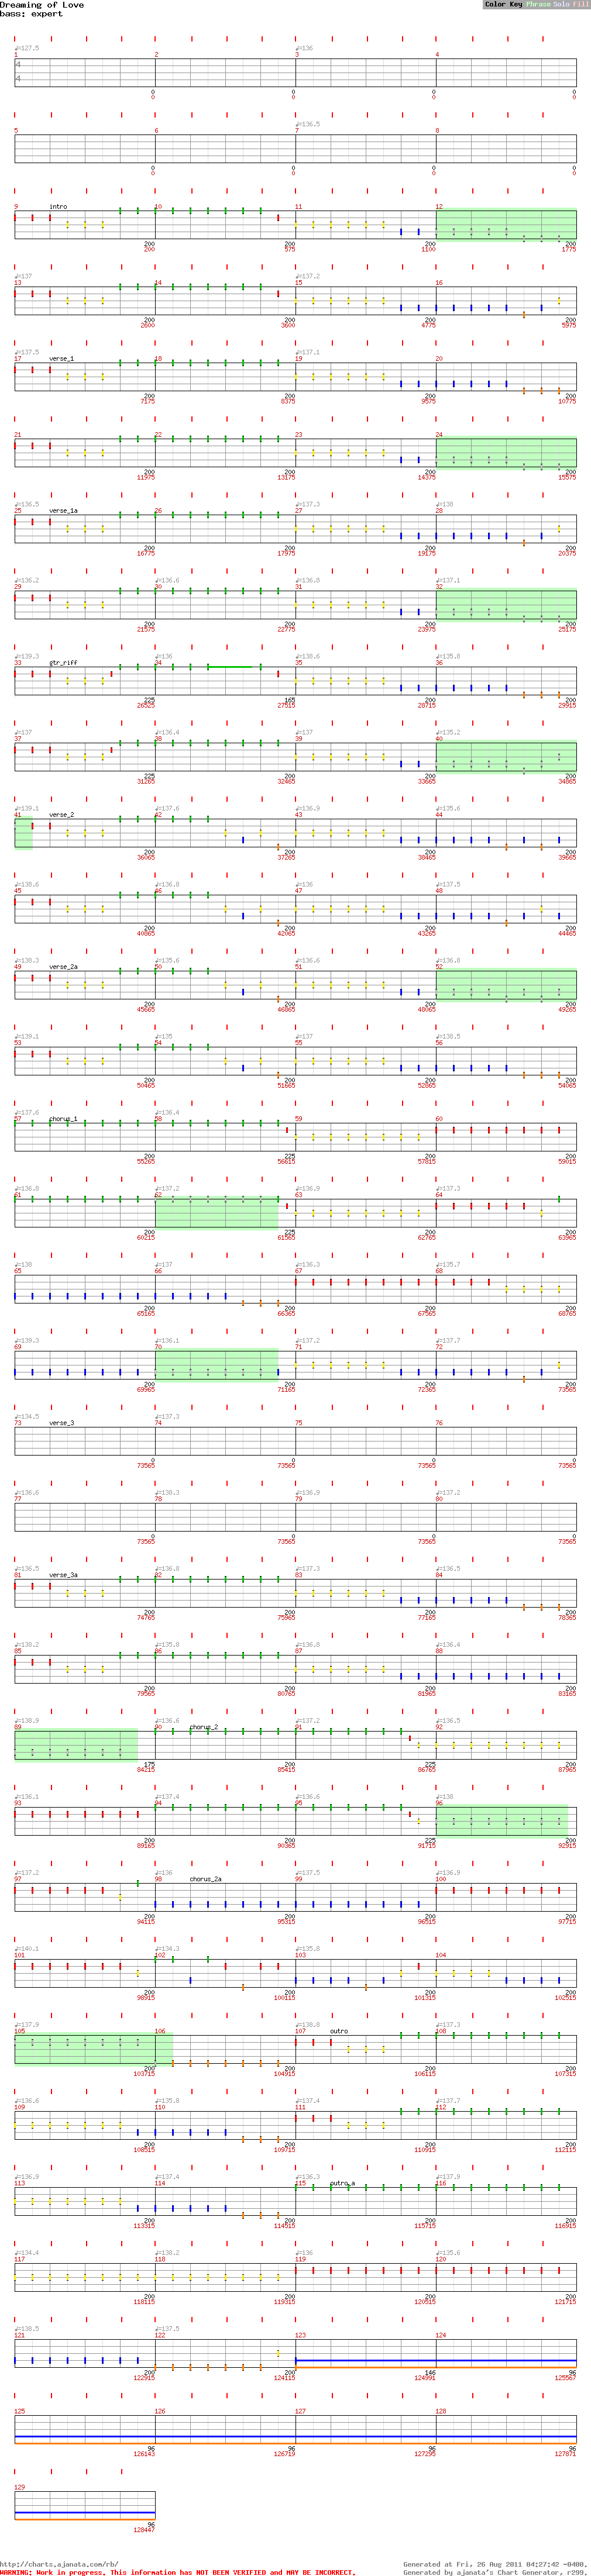 Dreaming of Love
bass: expert
Color Key Phrase Solo Fill
♩=127.5 ♩=136
1 2 3 4
4
4
0 0 0 0
0 0 0 0
♩=136.5
5 6 7 8
0 0 0 0
0 0 0 0
9 intro 10 11 12
200 200 200 200
200 575 1100 1775
♩=137 ♩=137.2
13 14 15 16
200 200 200 200
2600 3600 4775 5975
♩=137.5 ♩=137.1
17 verse_1 18 19 20
200 200 200 200
7175 8375 9575 10775
21 22 23 24
200 200 200 200
11975 13175 14375 15575
♩=136.5 ♩=137.3 ♩=138
25 verse_1a 26 27 28
200 200 200 200
16775 17975 19175 20375
♩=136.2 ♩=136.6 ♩=136.8 ♩=137.1
29 30 31 32
200 200 200 200
21575 22775 23975 25175
♩=139.3 ♩=136 ♩=138.6 ♩=135.8
33 gtr_riff 34 35 36
225 165 200 200
26525 27515 28715 29915
♩=137 ♩=136.4 ♩=137 ♩=135.2
37 38 39 40
225 200 200 200
31265 32465 33665 34865
♩=139.1 ♩=137.6 ♩=136.9 ♩=135.6
41 verse_2 42 43 44
200 200 200 200
36065 37265 38465 39665
♩=138.6 ♩=136.8 ♩=136 ♩=137.5
45 46 47 48
200 200 200 200
40865 42065 43265 44465
♩=138.3 ♩=135.6 ♩=136.6 ♩=136.8
49 verse_2a 50 51 52
200 200 200 200
45665 46865 48065 49265
♩=139.1 ♩=135 ♩=137 ♩=138.5
53 54 55 56
200 200 200 200
50465 51665 52865 54065
♩=137.6 ♩=136.4
57 chorus_1 58 59 60
200 225 200 200
55265 56615 57815 59015
♩=136.8 ♩=137.2 ♩=136.9 ♩=137.3
61 62 63 64
200 225 200 200
60215 61565 62765 63965
♩=138 ♩=137 ♩=136.3 ♩=135.7
65 66 67 68
200 200 200 200
65165 66365 67565 68765
♩=139.3 ♩=136.1 ♩=137.2 ♩=137.7
69 70 71 72
200 200 200 200
69965 71165 72365 73565
♩=134.5 ♩=137.3
73 verse_3 74 75 76
0 0 0 0
73565 73565 73565 73565
♩=136.6 ♩=138.3 ♩=136.9 ♩=137.2
77 78 79 80
0 0 0 0
73565 73565 73565 73565
♩=136.5 ♩=136.8 ♩=137.3 ♩=136.5
81 verse_3a 82 83 84
200 200 200 200
74765 75965 77165 78365
♩=138.2 ♩=135.8 ♩=136.8 ♩=136.4
85 86 87 88
200 200 200 200
79565 80765 81965 83165
♩=138.9 ♩=136.6 ♩=137.2 ♩=136.5
89 90 chorus_2 91 92
175 200 225 200
84215 85415 86765 87965
♩=136.1 ♩=137.4 ♩=136.6 ♩=138
93 94 95 96
200 200 225 200
89165 90365 91715 92915
♩=137.2 ♩=136 ♩=137.5 ♩=136.9
97 98 chorus_2a 99 100
200 200 200 200
94115 95315 96515 97715
♩=140.1 ♩=134.3 ♩=135.8
101 102 103 104
200 200 200 200
98915 100115 101315 102515
♩=137.9 ♩=138.8 ♩=137.3
105 106 107 outro 108
200 200 200 200
103715 104915 106115 107315
♩=136.6 ♩=135.8 ♩=137.4 ♩=137.7
109 110 111 112
200 200 200 200
108515 109715 110915 112115
♩=136.9 ♩=137.4 ♩=136.3 ♩=137.9
113 114 115 outro_a 116
200 200 200 200
113315 114515 115715 116915
♩=134.4 ♩=138.2 ♩=136 ♩=135.6
117 118 119 120
200 200 200 200
118115 119315 120515 121715
♩=138.5 ♩=137.5
121 122 123 124
200 200 146 96
122915 124115 124991 125567
125 126 127 128
96 96 96 96
126143 126719 127295 127871
129
96
128447
http://charts.ajanata.com/rb/ Generated at Fri, 26 Aug 2011 04:27:42 -0400.
WARNING: Work in progress. This information has NOT BEEN VERIFIED and MAY BE INCORRECT. Generated by ajanata's Chart Generator, r299.